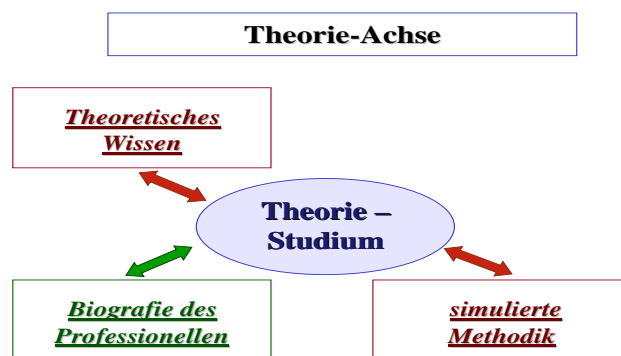 Theorie-Achse
Theoretisches
Wissen
Theorie –
Studium
Biografie des
Professionellen
simulierte
Methodik